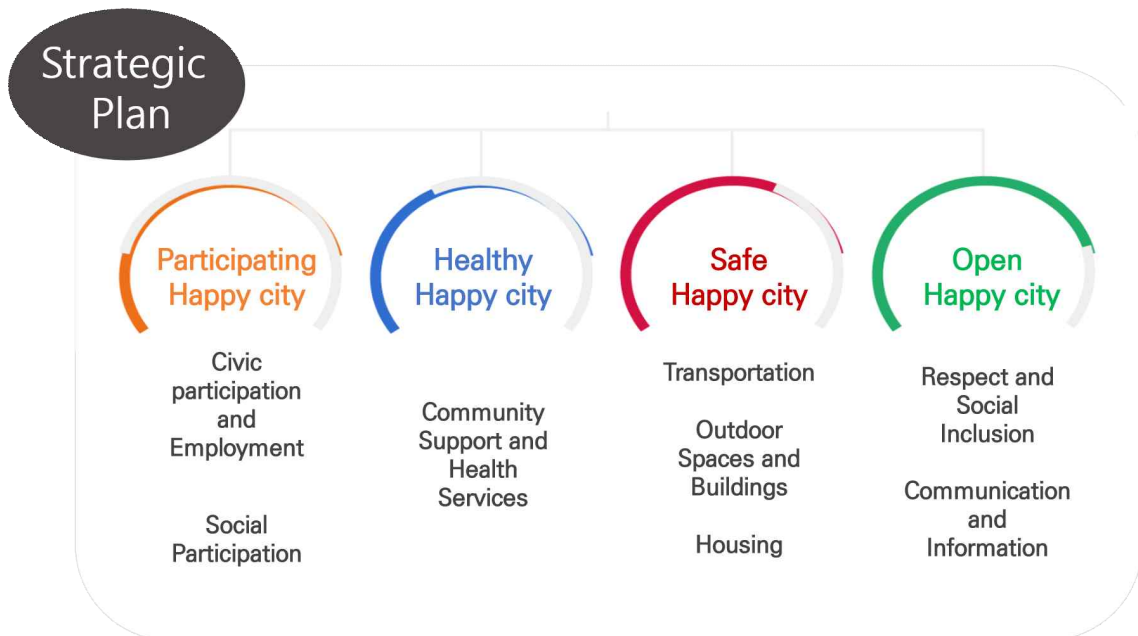 Strategic
Plan
Participating
Happy city
Civic
participation
and
Employment
Social
Participation
Healthy
Happy city
Community
Support and
Health
Services
Safe
Happy city
Transportation
Outdoor
Spaces and
Buildings
Housing
Open
Happy city
Respect and
Social
Inclusion
Communication
and
Information